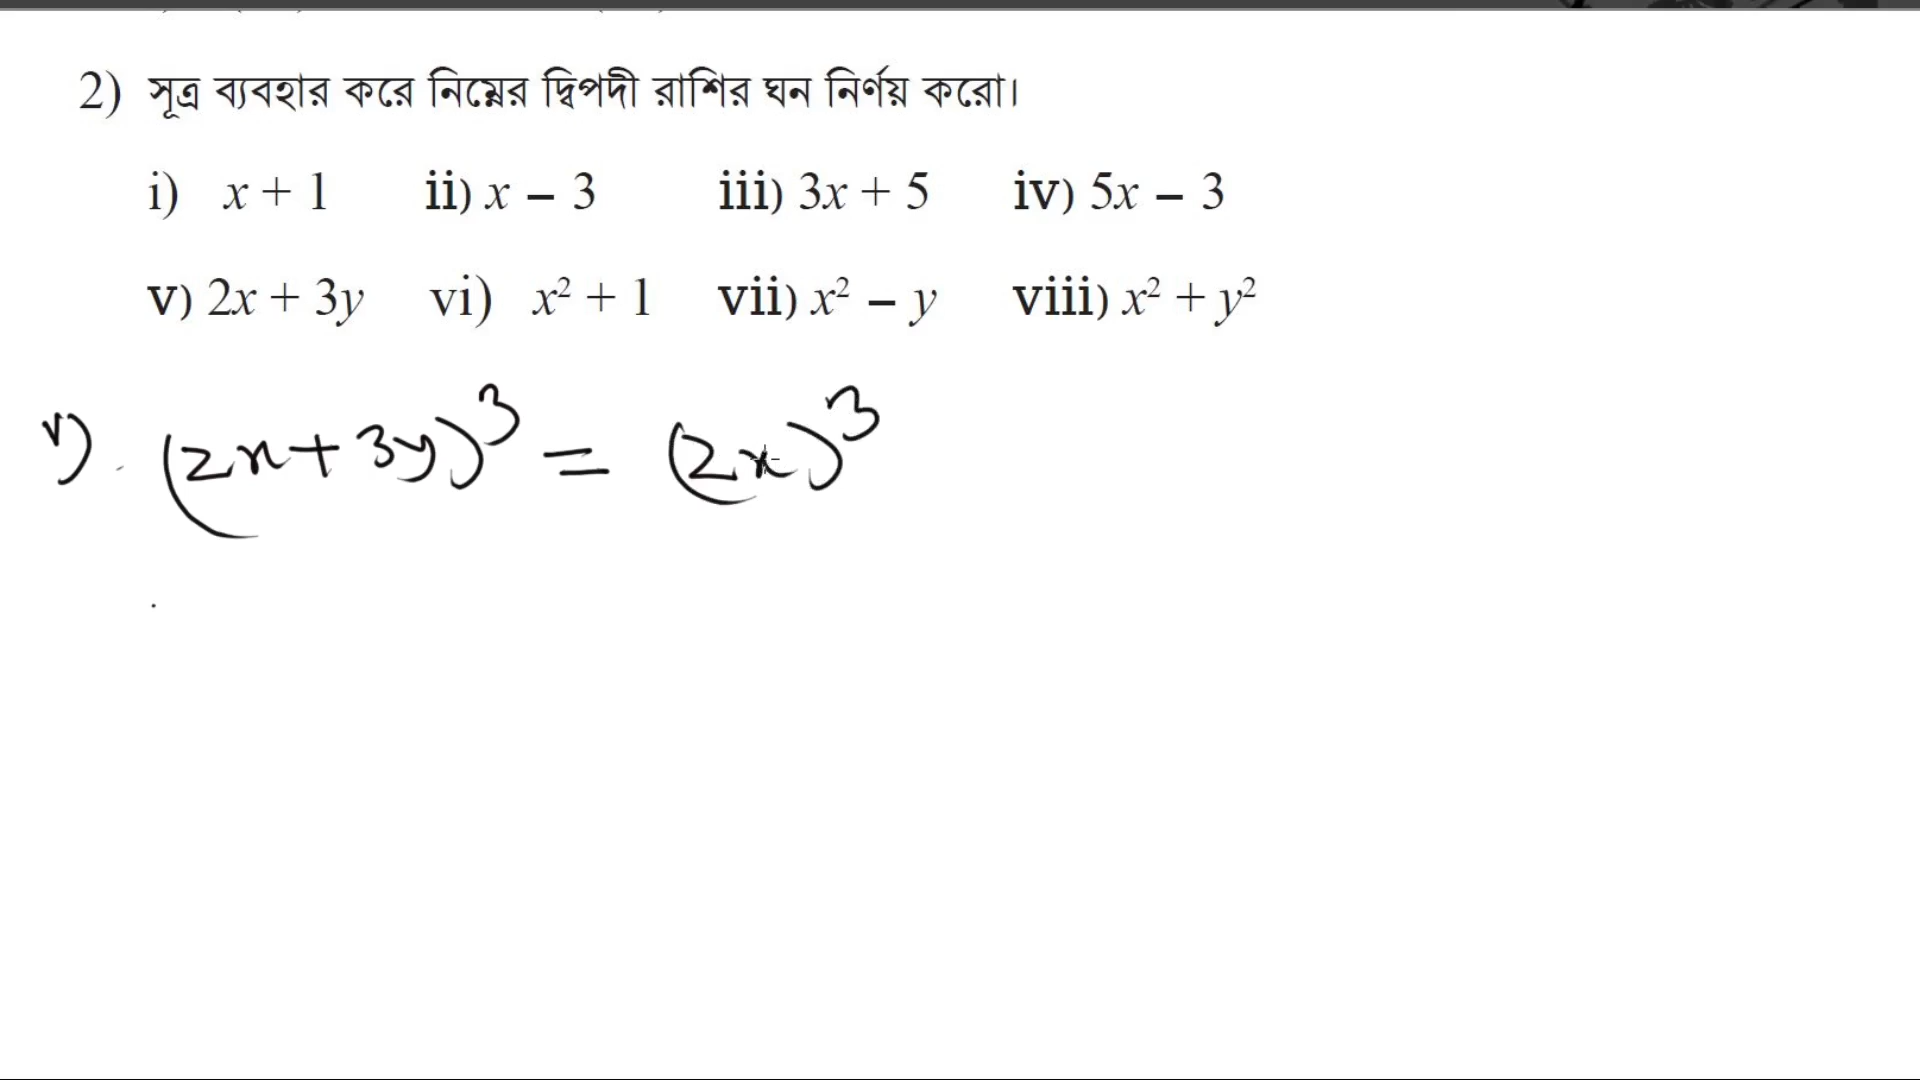 2) সূত্র ব্যবহার করে নিম্নের দ্বিপদী রাশির ঘন নির্ণয় করো।
i) x + 1 ii) x – 3 iii) 3x + 5 iv) 5x – 3
v) 2x + 3y vi) x² + 1 vii) x² – y viii) x² + y²
v) . (2x+3y)³ = (2x)³